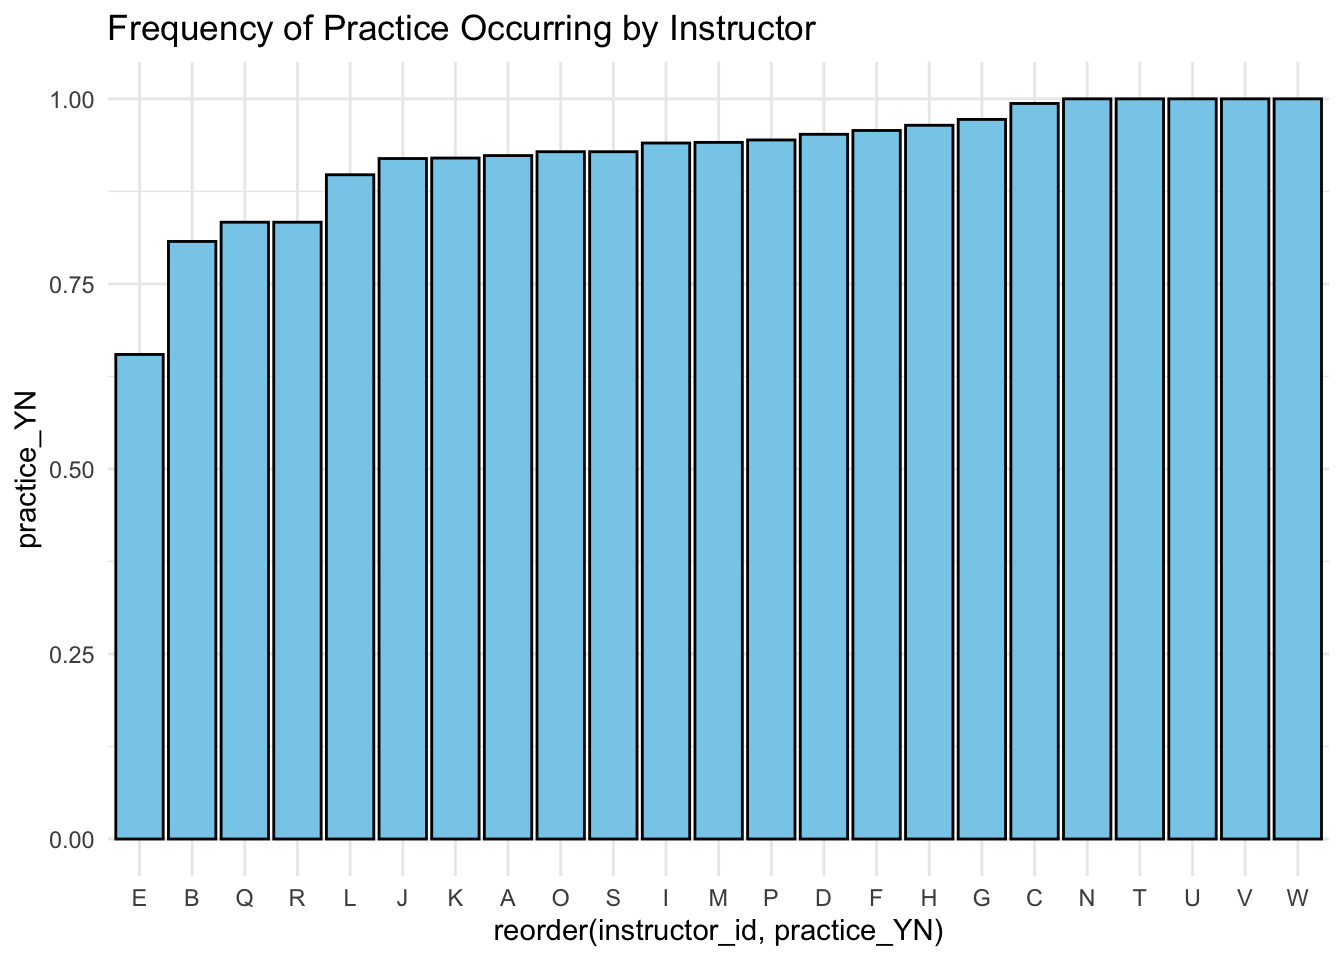 Frequency of Practice Occurring by Instructor
practice_YN
1.00
0.75
0.50
0.25
0.00
E B Q R L J K A O S I M P D F H G C N T U V W
reorder(instructor_id, practice_YN)